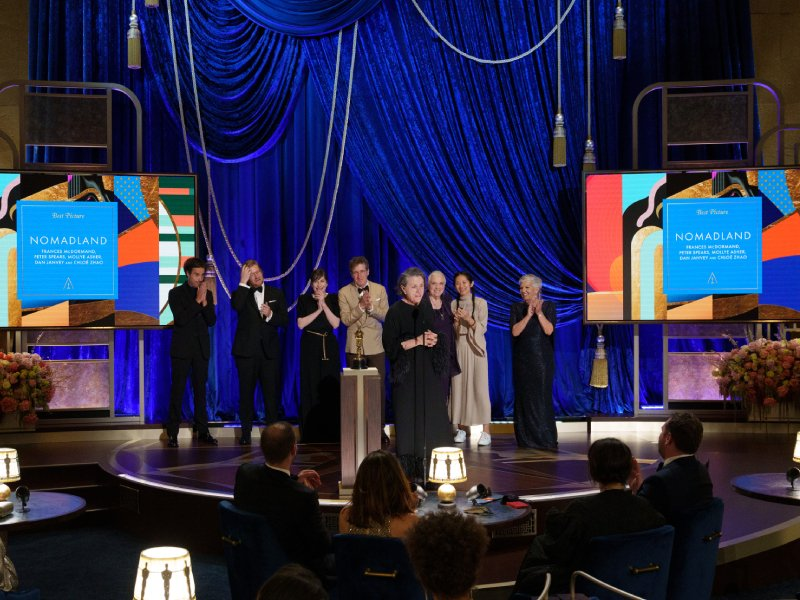 Best Picture
NOMADLAND
FRANCES McDORMAND,
PETER SPEARS, MOLLYE ASHER,
DAN JANVEY AND CHLOÉ ZHAO
Best Picture
NOMADLAND
FRANCES McDORMAND,
PETER SPEARS, MOLLYE ASHER,
DAN JANVEY AND CHLOÉ ZHAO